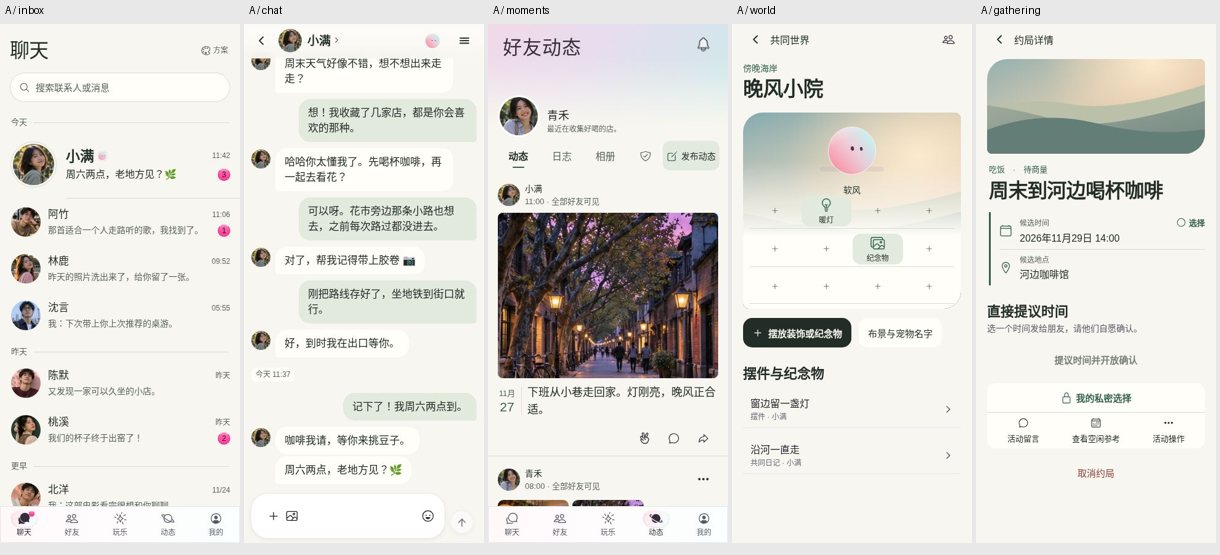 A/inbox
聊天
方案
搜索联系人或消息
今天
小满
11:42
周六两点，老地方见？🌿
3
阿竹
11:06
那首适合一个人走路听的歌，我找到了。
1
林鹿
09:52
昨天的照片洗出来了，给你留了一张。
沈言
05:55
我：下次带上你上次推荐的桌游。
昨天
陈默
昨天
又发现一家可以久坐的小店。
桃溪
昨天
我们的杯子终于出窑了！
2
更早
北洋
11/24
聊天
好友
玩乐
动态
我的
A/chat
小满
周末天气好像不错，想不想出来走
走？
想！我收藏了几家店，都是你会喜
欢的那种。
哈哈你太懂我了。先喝杯咖啡，再
一起去看花？
可以呀。花市旁边那条小路也想
去，之前每次路过都没进去。
对了，帮我记得带上胶卷 📷
刚把路线存好了，坐地铁到街口就
行。
好，到时我在出口等你。
今天 11:37
记下了！我周六两点到。
咖啡我请，等你来挑豆子。
周六两点，老地方见？🌿
A/moments
好友动态
青禾
最近在收集好喝的店。
动态
日志
相册
发布动态
小满
11:00 · 全部好友可见
11月
27
下班从小巷走回家。灯刚亮，晚风正合
适。
青禾
08:00 · 全部好友可见
聊天
好友
玩乐
动态
我的
A/world
共同世界
傍晚海岸
晚风小院
软风
暖灯
纪念物
摆放装饰或纪念物
布景与宠物名字
摆件与纪念物
窗边留一盏灯
摆件 · 小满
沿河一直走
共同日记 · 小满
A/gathering
约局详情
吃饭 · 待商量
周末到河边喝杯咖啡
候选时间
2026年11月29日 14:00
选择
候选地点
河边咖啡馆
直接提议时间
选一个时间发给朋友，请他们自愿确认。
提议时间并开放确认
我的私密选择
活动留言
查看空闲参考
活动操作
取消约局